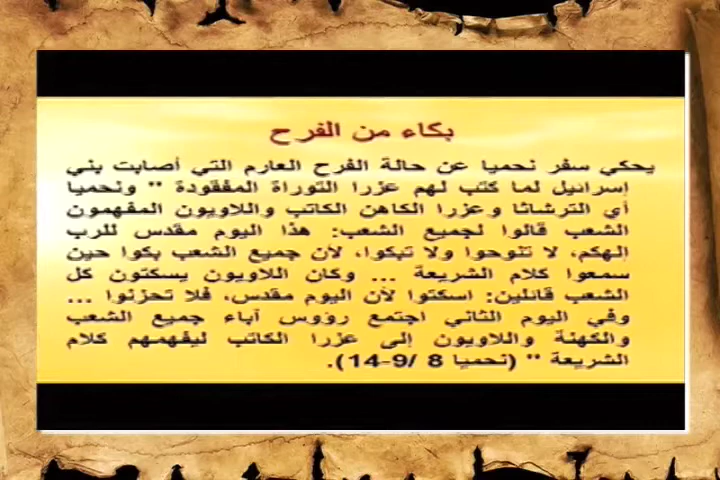 بكاء من الفرح
يحكي سفر نحميا عن حالة الفرح العارم التي أصابت بني
إسرائيل لما كتب لهم عزرا التوراة المفقودة " ونحميا
أي الترشاثا وعزرا الكاهن الكاتب واللاويون المفهمون
الشعب قالوا لجميع الشعب: هذا اليوم مقدس للرب
إلهكم، لا تنوحوا ولا تبكوا، لأن جميع الشعب بكوا حين
سمعوا كلام الشريعة ... وكان اللاويون يسكتون كل
الشعب قائلين: اسكتوا لأن اليوم مقدس، فلا تحزنوا ...
وفي اليوم الثاني اجتمع رؤوس آباء جميع الشعب
والكهنة واللاويون إلى عزرا الكاتب ليفهمهم كلام
الشريعة " (نحميا 8 /9-14).